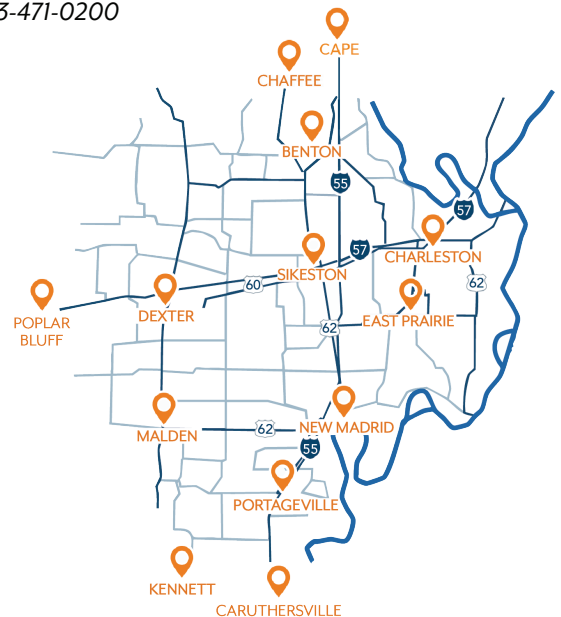 3-471-0200
CAPE
CHAFFEE
BENTON
55
57
CHARLESTON
57
SIKESTON
62
60
POPLAR
BLUFF
DEXTER
EAST PRAIRIE
62
MALDEN
62
NEW MADRID
55
PORTAGEVILLE
KENNETT
CARUTHERSVILLE